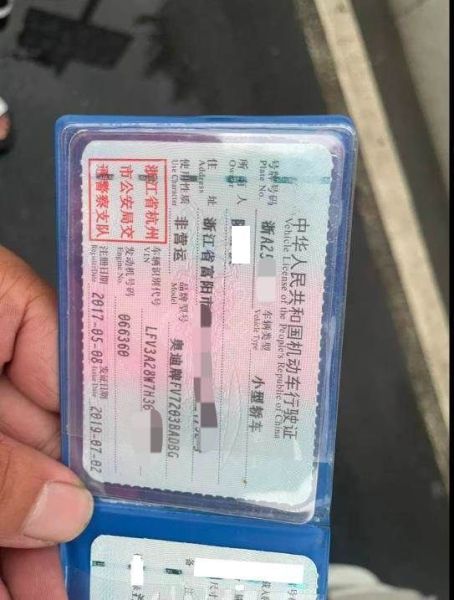 中华人民共和国机动车行驶证
Vehicle License of the People's Republic of China
号牌号码 浙A25 车辆类型 小型轿车
Plate No. Vehicle Type
所有人
Owner
住址 浙江省富阳市
Address
使用性质 非营运 品牌型号 奥迪牌FV7203BADBG
Use Character Model
浙江省杭州
市公安局交
通警察支队
车辆识别代号 LFV3A28W7H36
VIN
发动机号码 066300
Engine No.
注册日期 2017-05-08 发证日期 2019-07-02
Register Date Issue Date